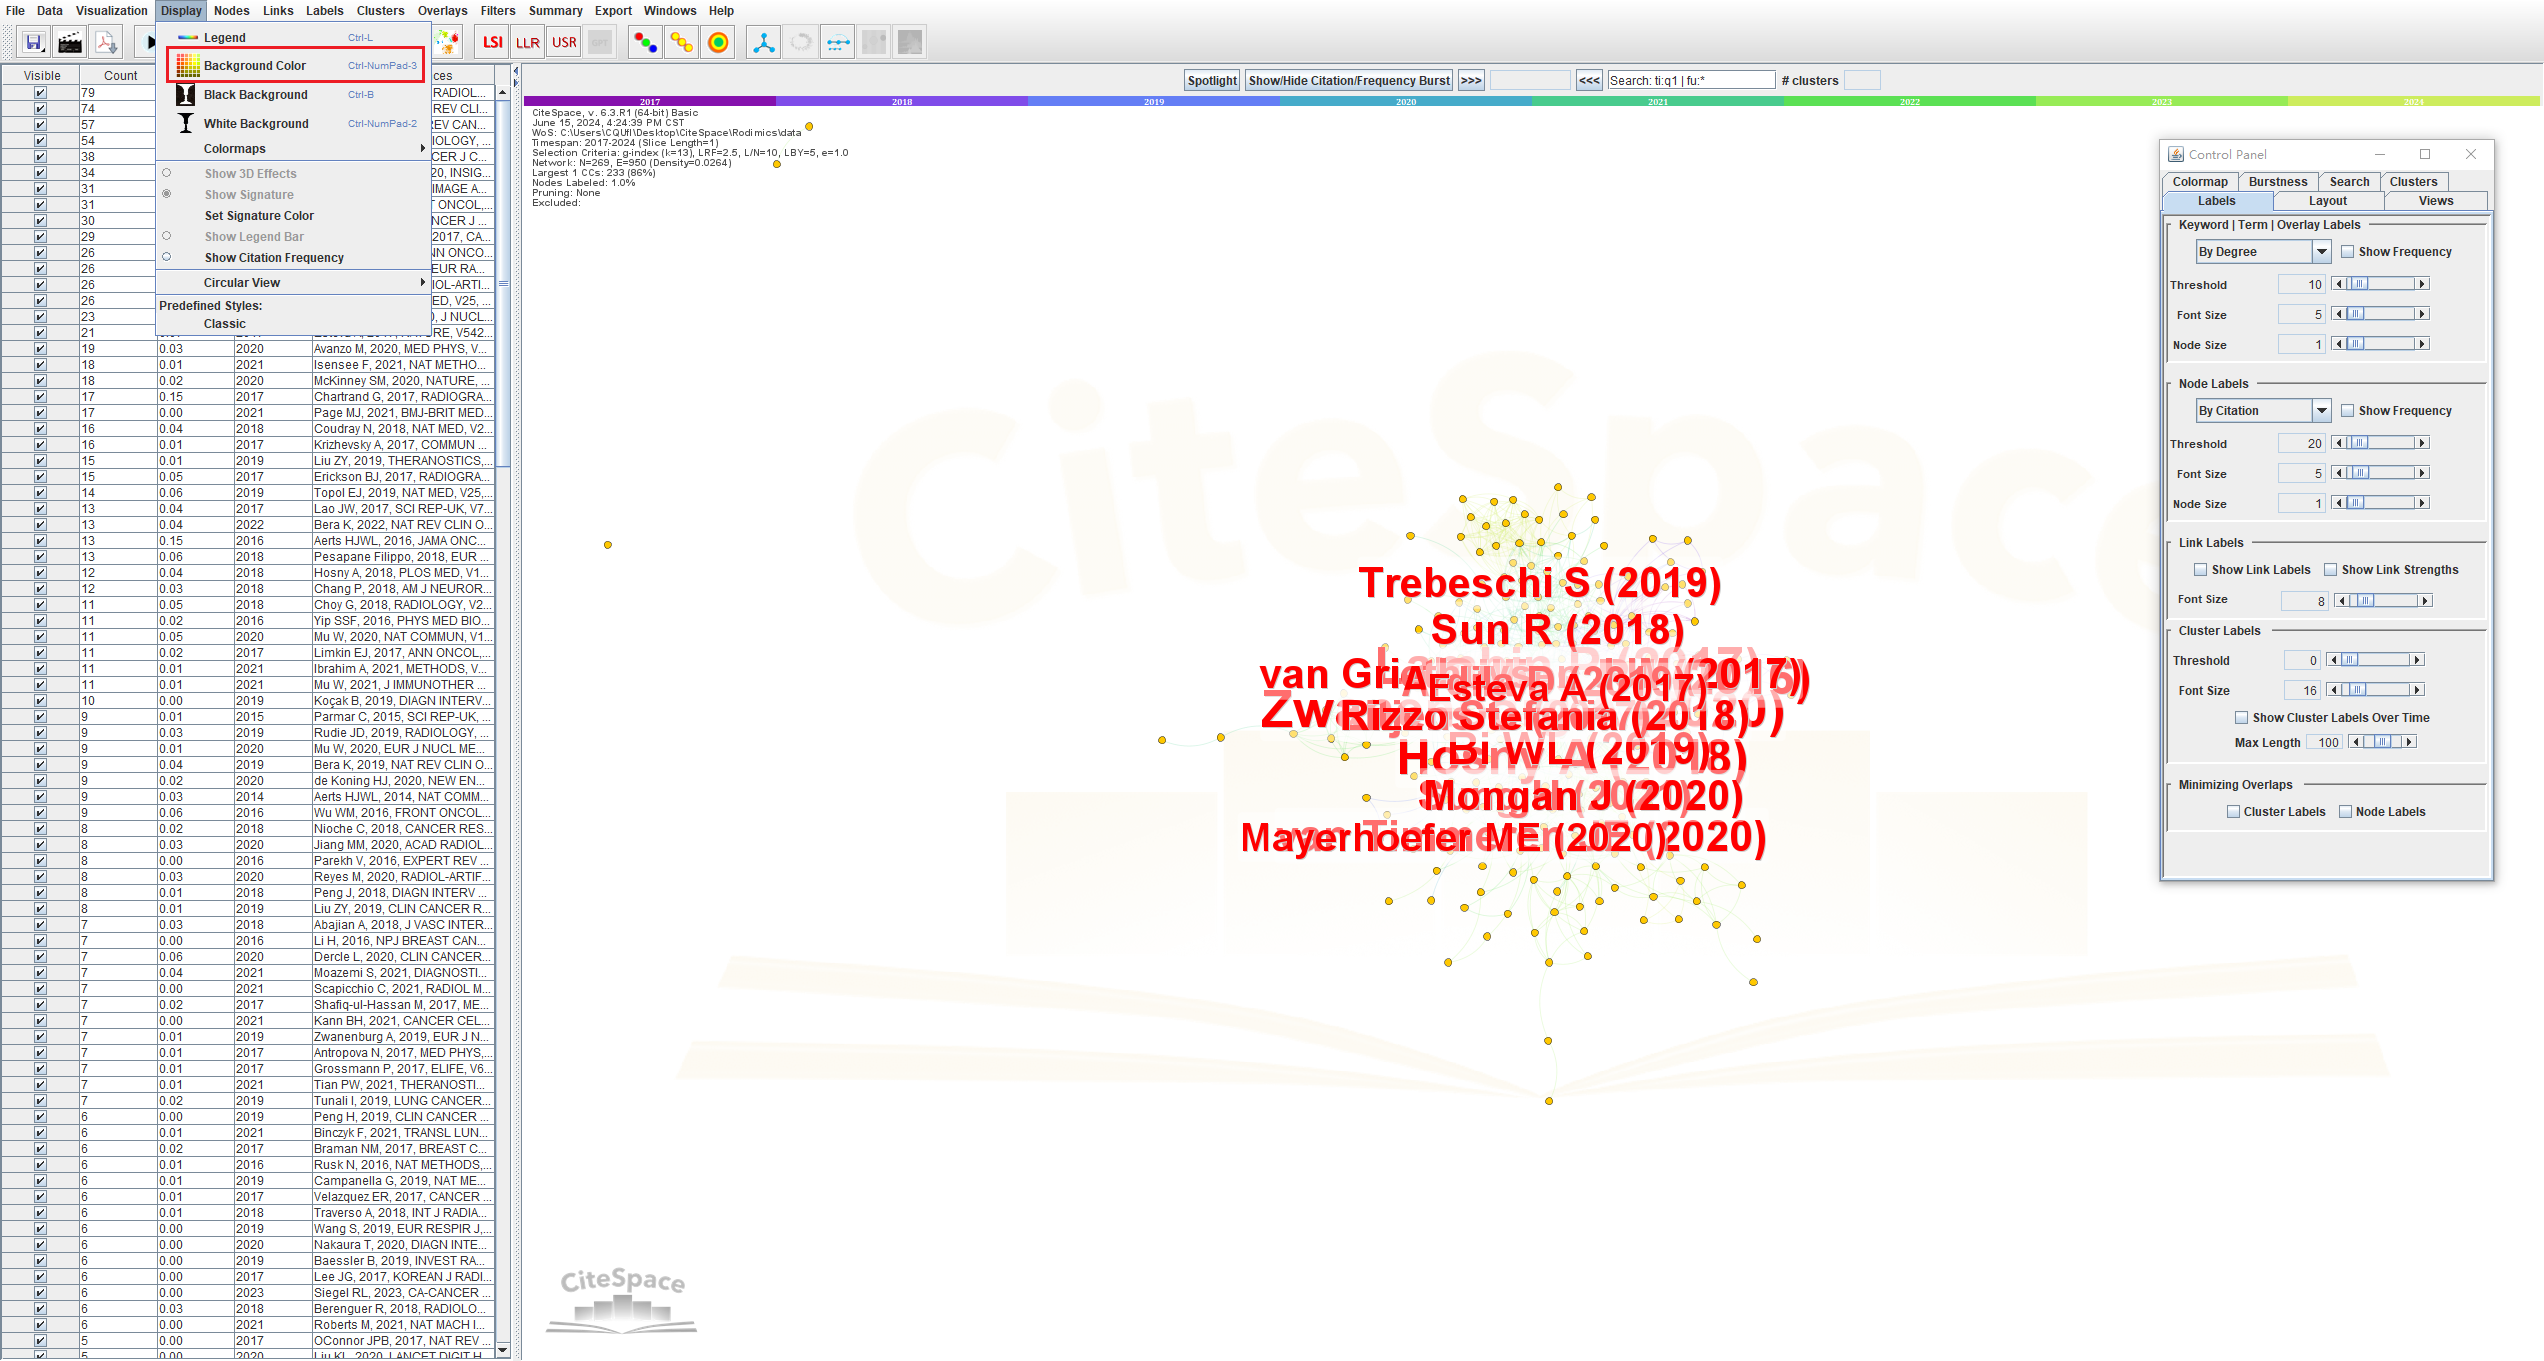 File Data Visualization Display Nodes Links Labels Clusters Overlays Filters Summary Export Windows Help
LSI LLR USR
Legend Ctrl-L
Background Color Ctrl-NumPad-3
Black Background Ctrl-B
White Background Ctrl-NumPad-2
Colormaps
Show 3D Effects
Show Signature
Set Signature Color
Show Legend Bar
Show Citation Frequency
Circular View
Predefined Styles:
Classic
Visible Count ces
79 RADIOL...
74 REV CLI...
57 REV CAN...
54 IOLOGY, ...
38 CER J C...
34 20, INSIG...
31 IMAGE A...
31 T ONCOL,...
30 NCER J ...
29 2017, CA...
26 NN ONCO...
26 EUR RA...
26 IOL-ARTI...
26 ED, V25, ...
23 , J NUCL...
21 RE, V542...
19 0.03 2020 Avanzo M, 2020, MED PHYS, V...
18 0.01 2021 Isensee F, 2021, NAT METHO...
18 0.02 2020 McKinney SM, 2020, NATURE, ...
17 0.15 2017 Chartrand G, 2017, RADIOGRA...
17 0.00 2021 Page MJ, 2021, BMJ-BRIT MED...
16 0.04 2018 Coudray N, 2018, NAT MED, V2...
16 0.01 2017 Krizhevsky A, 2017, COMMUN ...
15 0.01 2019 Liu ZY, 2019, THERANOSTICS,...
15 0.05 2017 Erickson BJ, 2017, RADIOGRA...
14 0.06 2019 Topol EJ, 2019, NAT MED, V25,...
13 0.04 2017 Lao JW, 2017, SCI REP-UK, V7...
13 0.04 2022 Bera K, 2022, NAT REV CLIN O...
13 0.15 2016 Aerts HJWL, 2016, JAMA ONC...
13 0.06 2018 Pesapane Filippo, 2018, EUR ...
12 0.04 2018 Hosny A, 2018, PLOS MED, V1...
12 0.03 2018 Chang P, 2018, AM J NEUROR...
11 0.05 2018 Choy G, 2018, RADIOLOGY, V2...
11 0.02 2016 Yip SSF, 2016, PHYS MED BIO...
11 0.05 2020 Mu W, 2020, NAT COMMUN, V1...
11 0.02 2017 Limkin EJ, 2017, ANN ONCOL,...
11 0.01 2021 Ibrahim A, 2021, METHODS, V...
11 0.01 2021 Mu W, 2021, J IMMUNOTHER ...
10 0.00 2019 Koçak B, 2019, DIAGN INTERV...
9 0.01 2015 Parmar C, 2015, SCI REP-UK, ...
9 0.03 2019 Rudie JD, 2019, RADIOLOGY, ...
9 0.01 2020 Mu W, 2020, EUR J NUCL ME...
9 0.04 2019 Bera K, 2019, NAT REV CLIN O...
9 0.02 2020 de Koning HJ, 2020, NEW EN...
9 0.03 2014 Aerts HJWL, 2014, NAT COMM...
9 0.06 2016 Wu WM, 2016, FRONT ONCOL...
8 0.02 2018 Nioche C, 2018, CANCER RES...
8 0.03 2020 Jiang MM, 2020, ACAD RADIOL...
8 0.00 2016 Parekh V, 2016, EXPERT REV ...
8 0.03 2020 Reyes M, 2020, RADIOL-ARTIF...
8 0.01 2018 Peng J, 2018, DIAGN INTERV ...
8 0.01 2019 Liu ZY, 2019, CLIN CANCER R...
7 0.03 2018 Abajian A, 2018, J VASC INTER...
7 0.00 2016 Li H, 2016, NPJ BREAST CAN...
7 0.06 2020 Dercle L, 2020, CLIN CANCER...
7 0.04 2021 Moazemi S, 2021, DIAGNOSTI...
7 0.00 2021 Scapicchio C, 2021, RADIOL M...
7 0.02 2017 Shafiq-ul-Hassan M, 2017, ME...
7 0.00 2021 Kann BH, 2021, CANCER CEL...
7 0.01 2019 Zwanenburg A, 2019, EUR J N...
7 0.01 2017 Antropova N, 2017, MED PHYS,...
7 0.01 2017 Grossmann P, 2017, ELIFE, V6...
7 0.01 2021 Tian PW, 2021, THERANOSTI...
7 0.02 2019 Tunali I, 2019, LUNG CANCER...
6 0.00 2019 Peng H, 2019, CLIN CANCER ...
6 0.01 2021 Binczyk F, 2021, TRANSL LUN...
6 0.02 2017 Braman NM, 2017, BREAST C...
6 0.01 2016 Rusk N, 2016, NAT METHODS,...
6 0.01 2019 Campanella G, 2019, NAT ME...
6 0.01 2017 Velazquez ER, 2017, CANCER ...
6 0.01 2018 Traverso A, 2018, INT J RADIA...
6 0.00 2019 Wang S, 2019, EUR RESPIR J,...
6 0.00 2020 Nakaura T, 2020, DIAGN INTE...
6 0.00 2019 Baessler B, 2019, INVEST RA...
6 0.00 2017 Lee JG, 2017, KOREAN J RADI...
6 0.00 2023 Siegel RL, 2023, CA-CANCER ...
6 0.03 2018 Berenguer R, 2018, RADIOLO...
6 0.00 2021 Roberts M, 2021, NAT MACH I...
5 0.00 2017 OConnor JPB, 2017, NAT REV ...
5 0.00 2020 Liu KL, 2020, LANCET DIGIT H...
Spotlight Show/Hide Citation/Frequency Burst >>> <<< Search: ti:q1 | fu:* # clusters
2017 2018 2019 2020 2021 2022 2023 2024
CiteSpace, v. 6.3.R1 (64-bit) Basic
June 15, 2024, 4:24:39 PM CST
WoS: C:\Users\CQUfl\Desktop\CiteSpace\Rodimics\data
Timespan: 2017-2024 (Slice Length=1)
Selection Criteria: g-index (k=13), LRF=2.5, L/N=10, LBY=5, e=1.0
Network: N=269, E=950 (Density=0.0264)
Largest 1 CCs: 233 (86%)
Nodes Labeled: 1.0%
Pruning: None
Excluded:
CiteSpace
Trebeschi S (2019)
Sun R (2018)
van Gri (2017)
Esteva A (2017)
Zw
Rizzo Stefania (2018)
Bi WL (2019)
Hosny A (2018)
Mongan J (2020)
Mayerhoefer ME (2020)
van Timmeren JE (2020)
CiteSpace
Control Panel
Colormap Burstness Search Clusters
Labels Layout Views
Keyword | Term | Overlay Labels
By Degree Show Frequency
Threshold 10
Font Size 5
Node Size 1
Node Labels
By Citation Show Frequency
Threshold 20
Font Size 5
Node Size 1
Link Labels
Show Link Labels Show Link Strengths
Font Size 8
Cluster Labels
Threshold 0
Font Size 16
Show Cluster Labels Over Time
Max Length 100
Minimizing Overlaps
Cluster Labels Node Labels